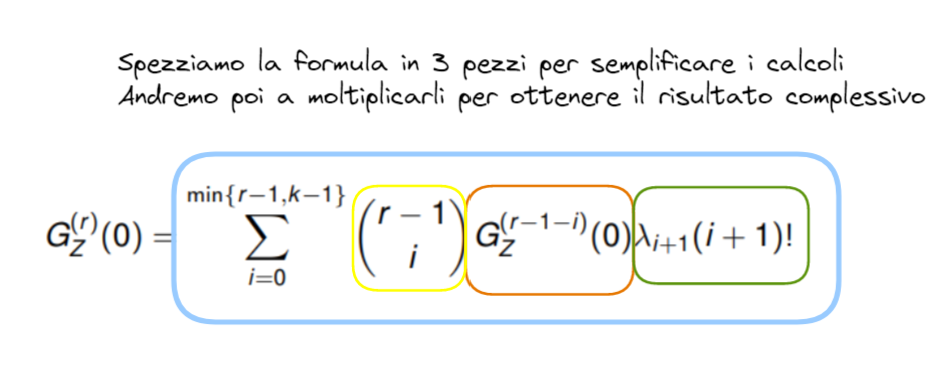 Spezziamo la formula in 3 pezzi per semplificare i calcoli
Andremo poi a moltiplicarli per ottenere il risultato complessivo
G_Z^{(r)}(0) = \sum_{i=0}^{min{r−1,k−1}} \binom{r − 1}{i} G_Z^{(r−1−i)}(0)λ_{i+1}(i + 1)!